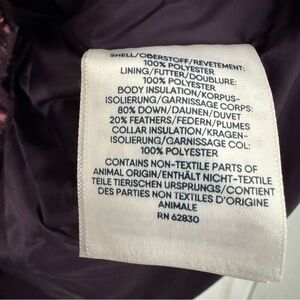 SHELL/OBERSTOFF/REVETEMENT:
100% POLYESTER
LINING/FUTTER/DOUBLURE:
100% POLYESTER
BODY INSULATION/KORPUS-
ISOLIERUNG/GARNISSAGE CORPS:
80% DOWN/DAUNEN/DUVET
20% FEATHERS/FEDERN/PLUMES
COLLAR INSULATION/KRAGEN-
ISOLIERUNG/GARNISSAGE COL:
100% POLYESTER
CONTAINS NON-TEXTILE PARTS OF
ANIMAL ORIGIN/ENTHÄLT NICHT-TEXTILE
TEILE TIERISCHEN URSPRUNGS/CONTIENT
DES PARTIES NON TEXTILES D'ORIGINE
ANIMALE
RN 62830